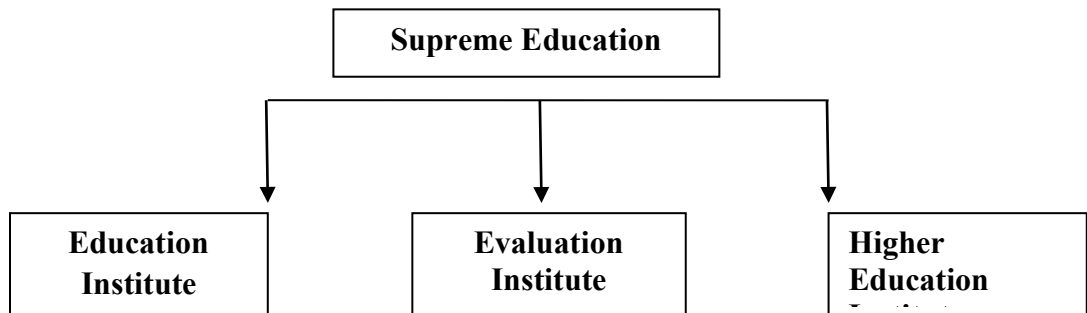 Supreme Education
Education
Institute
Evaluation
Institute
Higher
Education